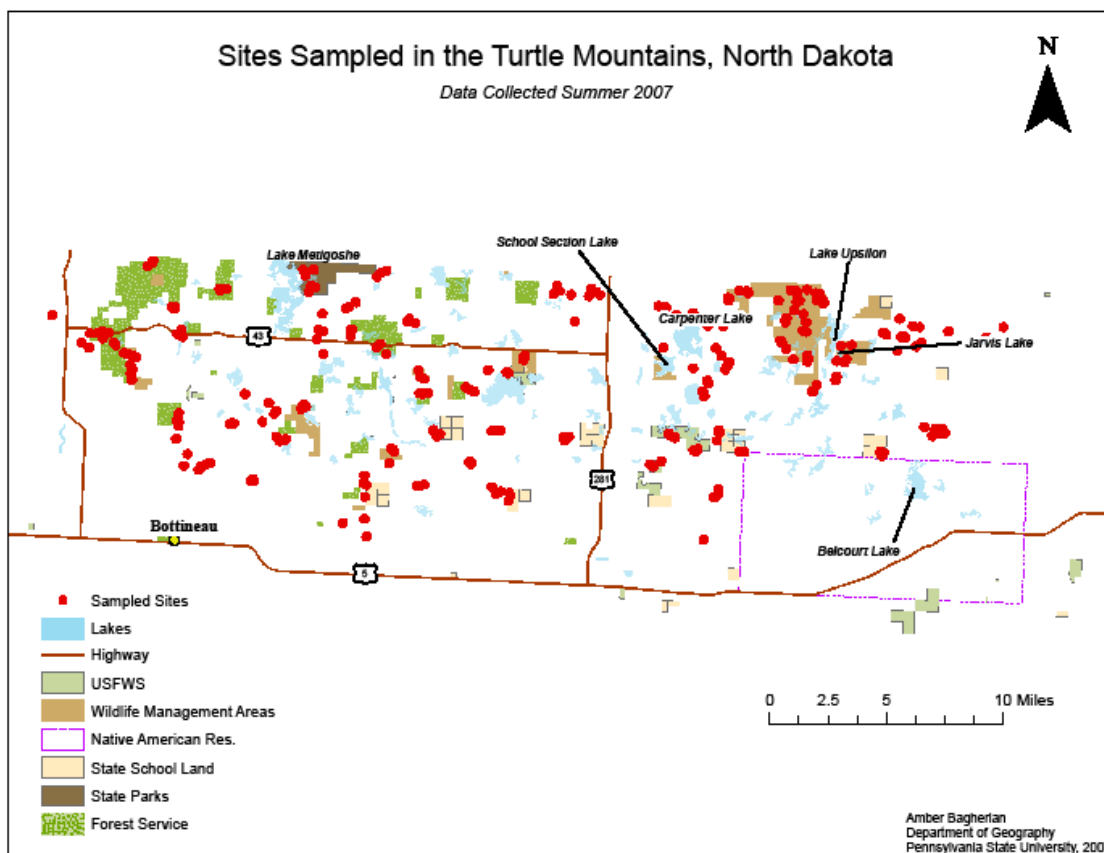 Sites Sampled in the Turtle Mountains, North Dakota
Data Collected Summer 2007
N
School Section Lake
Lake Metigoshe
Lake Upsilon
Carpenter Lake
43
Jarvis Lake
281
Bottineau
Belcourt Lake
5
Sampled Sites
Lakes
Highway
USFWS
Wildlife Management Areas
Native American Res.
State School Land
State Parks
Forest Service
0 2.5 5 10 Miles
Amber Bagherian
Department of Geography
Pennsylvania State University, 200